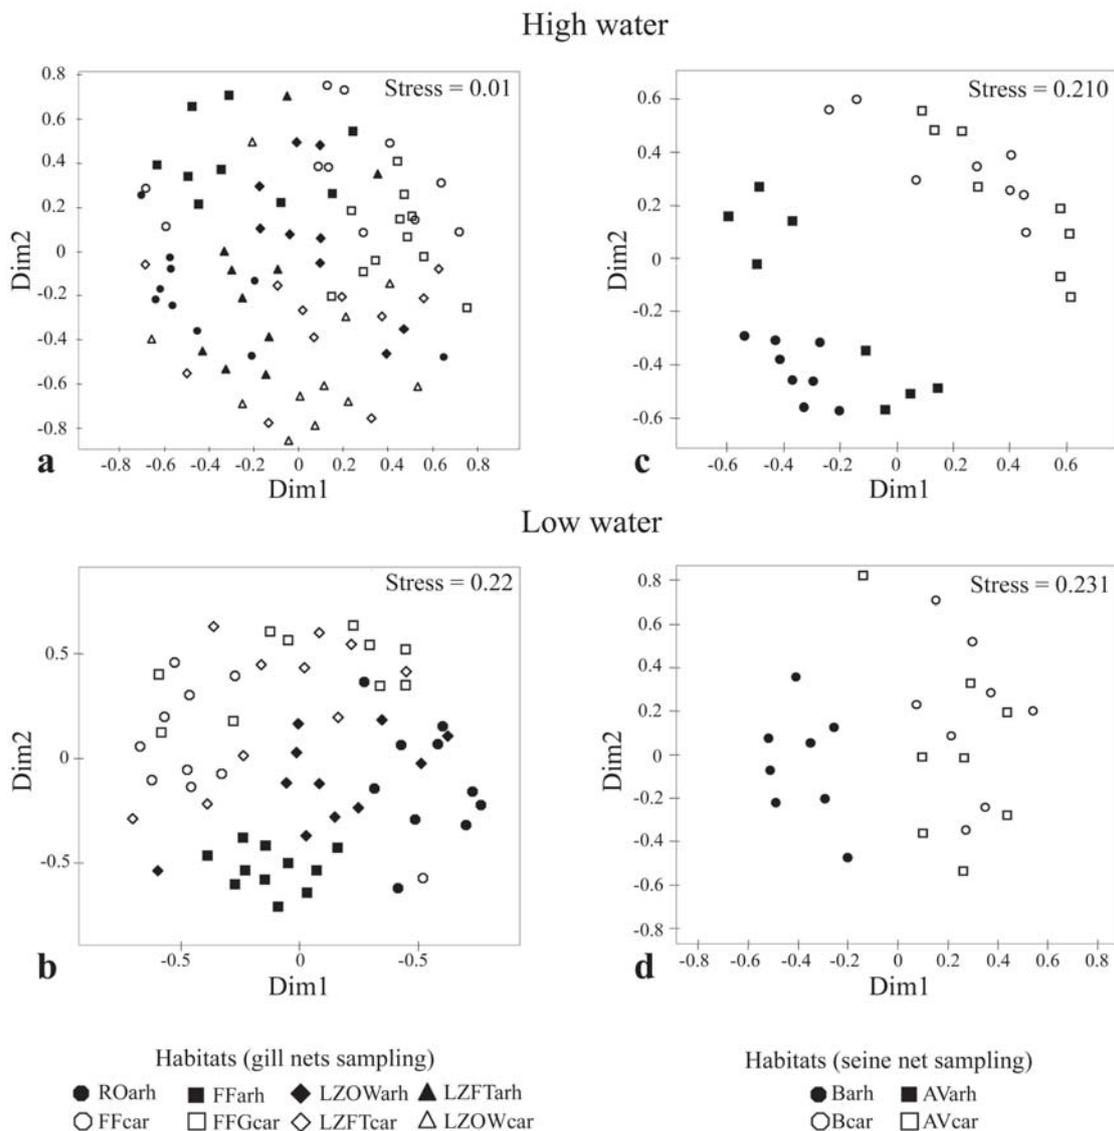 High water
Stress = 0.01
0.8
0.6
0.4
0.2
0
-0.2
-0.4
-0.6
-0.8
Dim2
-0.8 -0.6 -0.4 -0.2 0 0.2 0.4 0.6 0.8
Dim1
a
Stress = 0.210
0.6
0.4
0.2
0
-0.2
-0.4
-0.6
Dim2
-0.6 -0.4 -0.2 0 0.2 0.4 0.6
Dim1
c
Low water
Stress = 0.22
0.5
0
-0.5
Dim2
-0.5 0 -0.5
Dim1
b
Stress = 0.231
0.8
0.6
0.4
0.2
0
-0.2
-0.4
-0.6
-0.8
Dim2
-0.8 -0.6 -0.4 -0.2 0 0.2 0.4 0.6 0.8
Dim1
d
Habitats (gill nets sampling)
ROarh FFarh LZOWarh LZFTarh
FFcar FFGcar LZFTcar LZOWcar
Habitats (seine net sampling)
Barh AVarh
Bcar AVcar